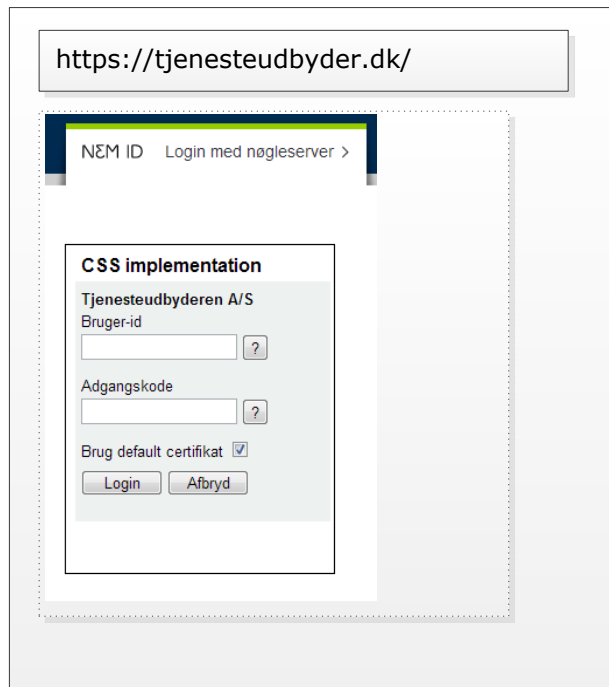 https://tjenesteudbyder.dk/
NEM ID Login med nøgleserver >
CSS implementation
Tjenesteudbyderen A/S
Bruger-id
?
Adgangskode
?
Brug default certifikat
Login Afbryd